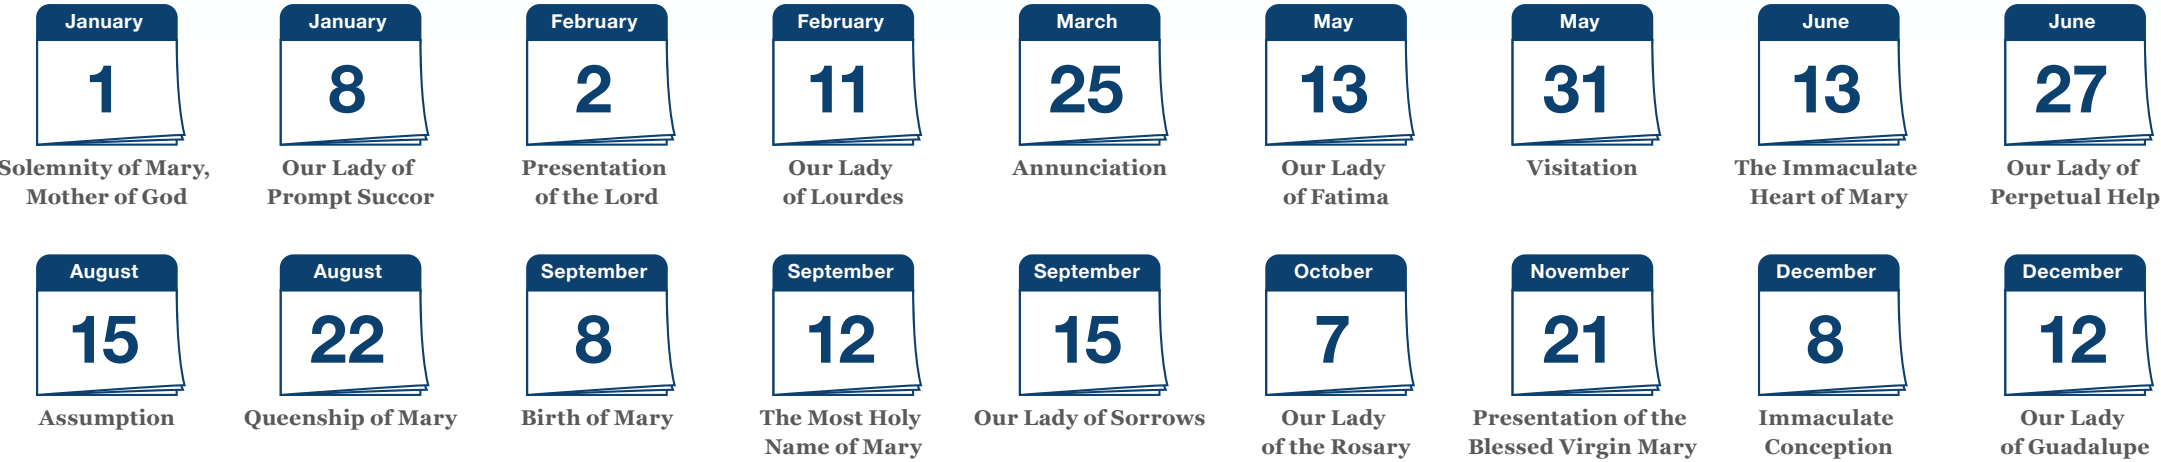 January
1
Solemnity of Mary,
Mother of God
January
8
Our Lady of
Prompt Succor
February
2
Presentation
of the Lord
February
11
Our Lady
of Lourdes
March
25
Annunciation
May
13
Our Lady
of Fatima
May
31
Visitation
June
13
The Immaculate
Heart of Mary
June
27
Our Lady of
Perpetual Help
August
15
Assumption
August
22
Queenship of Mary
September
8
Birth of Mary
September
12
The Most Holy
Name of Mary
September
15
Our Lady of Sorrows
October
7
Our Lady
of the Rosary
November
21
Presentation of the
Blessed Virgin Mary
December
8
Immaculate
Conception
December
12
Our Lady
of Guadalupe